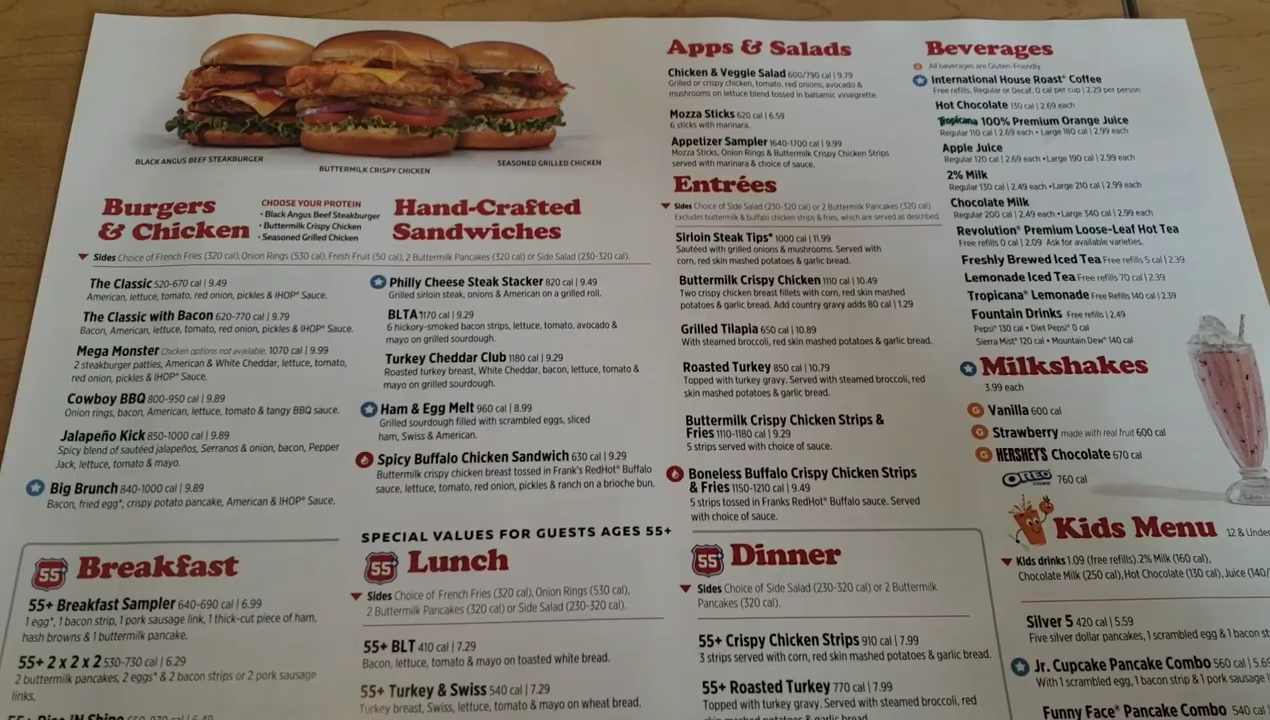 BLACK ANGUS BEEF STEAKBURGER
BUTTERMILK CRISPY CHICKEN
SEASONED GRILLED CHICKEN
Burgers
& Chicken
CHOOSE YOUR PROTEIN
• Black Angus Beef Steakburger
• Buttermilk Crispy Chicken
• Seasoned Grilled Chicken
Hand-Crafted
Sandwiches
Sides Choice of French Fries (320 cal), Onion Rings (530 cal), Fresh Fruit (50 cal), 2 Buttermilk Pancakes (320 cal) or Side Salad (230-320 cal).
The Classic 520-670 cal | 9.49
American, lettuce, tomato, red onion, pickles & IHOP® Sauce.
The Classic with Bacon 620-770 cal | 9.79
Bacon, American, lettuce, tomato, red onion, pickles & IHOP® Sauce.
Mega Monster Chicken options not available. 1070 cal | 9.99
2 steakburger patties, American & White Cheddar, lettuce, tomato,
red onion, pickles & IHOP® Sauce.
Cowboy BBQ 800-950 cal | 9.89
Onion rings, bacon, American, lettuce, tomato & tangy BBQ sauce.
Jalapeño Kick 850-1000 cal | 9.89
Spicy blend of sautéed jalapeños, Serranos & onion, bacon, Pepper
Jack, lettuce, tomato & mayo.
Big Brunch 840-1000 cal | 9.89
Bacon, fried egg*, crispy potato pancake, American & IHOP® Sauce.
Philly Cheese Steak Stacker 820 cal | 9.49
Grilled sirloin steak, onions & American on a grilled roll.
BLTA 1170 cal | 9.29
6 hickory-smoked bacon strips, lettuce, tomato, avocado &
mayo on grilled sourdough.
Turkey Cheddar Club 1180 cal | 9.29
Roasted turkey breast, White Cheddar, bacon, lettuce, tomato &
mayo on grilled sourdough.
Ham & Egg Melt 960 cal | 8.99
Grilled sourdough filled with scrambled eggs, sliced
ham, Swiss & American.
Spicy Buffalo Chicken Sandwich 630 cal | 9.29
Buttermilk crispy chicken breast tossed in Frank's RedHot® Buffalo
sauce, lettuce, tomato, red onion, pickles & ranch on a brioche bun.
Apps & Salads
Chicken & Veggie Salad 600/790 cal | 9.79
Grilled or crispy chicken, tomato, red onions, avocado &
mushrooms on lettuce blend tossed in balsamic vinaigrette.
Mozza Sticks 620 cal | 6.59
6 sticks with marinara.
Appetizer Sampler 1640-1700 cal | 9.99
Mozza Sticks, Onion Rings & Buttermilk Crispy Chicken Strips
served with marinara & choice of sauce.
Entrées
Sides Choice of Side Salad (230-320 cal) or 2 Buttermilk Pancakes (320 cal).
Excludes buttermilk & buffalo chicken strips & fries, which are served as described.
Sirloin Steak Tips* 1000 cal | 11.99
Sautéed with grilled onions & mushrooms. Served with
corn, red skin mashed potatoes & garlic bread.
Buttermilk Crispy Chicken 1110 cal | 10.49
Two crispy chicken breast fillets with corn, red skin mashed
potatoes & garlic bread. Add country gravy adds 80 cal | 1.29
Grilled Tilapia 650 cal | 10.89
With steamed broccoli, red skin mashed potatoes & garlic bread.
Roasted Turkey 850 cal | 10.79
Topped with turkey gravy. Served with steamed broccoli, red
skin mashed potatoes & garlic bread.
Buttermilk Crispy Chicken Strips &
Fries 1110-1180 cal | 9.29
5 strips served with choice of sauce.
Boneless Buffalo Crispy Chicken Strips
& Fries 1150-1210 cal | 9.49
5 strips tossed in Franks RedHot® Buffalo sauce. Served
with choice of sauce.
Beverages
G All beverages are Gluten-Friendly
International House Roast® Coffee
Free refills. Regular or Decaf. 0 cal per cup | 2.29 per person
Hot Chocolate 130 cal | 2.69 each
Tropicana 100% Premium Orange Juice
Regular 110 cal | 2.69 each • Large 180 cal | 2.99 each
Apple Juice
Regular 120 cal | 2.69 each • Large 190 cal | 2.99 each
2% Milk
Regular 130 cal | 2.49 each • Large 210 cal | 2.99 each
Chocolate Milk
Regular 200 cal | 2.49 each • Large 340 cal | 2.99 each
Revolution® Premium Loose-Leaf Hot Tea
Free refills 0 cal | 2.09 Ask for available varieties.
Freshly Brewed Iced Tea Free refills 5 cal | 2.39
Lemonade Iced Tea Free refills 70 cal | 2.39
Tropicana® Lemonade Free Refills 140 cal | 2.39
Fountain Drinks Free refills | 2.49
Pepsi® 130 cal • Diet Pepsi® 0 cal
Sierra Mist® 120 cal • Mountain Dew® 140 cal
Milkshakes
3.99 each
G Vanilla 600 cal
G Strawberry made with real fruit 600 cal
G HERSHEY'S Chocolate 670 cal
OREO 760 cal
Kids Menu 12 & Under
Kids drinks 1.09 (free refills). 2% Milk (160 cal),
Chocolate Milk (250 cal), Hot Chocolate (130 cal), Juice (140/
Silver 5 420 cal | 5.59
Five silver dollar pancakes, 1 scrambled egg & 1 bacon st
Jr. Cupcake Pancake Combo 560 cal | 5.69
With 1 scrambled egg, 1 bacon strip & 1 pork sausage l
Funny Face® Pancake Combo 540 cal
SPECIAL VALUES FOR GUESTS AGES 55+
55+ Breakfast
55+ Breakfast Sampler 640-690 cal | 6.99
1 egg*, 1 bacon strip, 1 pork sausage link, 1 thick-cut piece of ham,
hash browns & 1 buttermilk pancake.
55+ 2 x 2 x 2 530-730 cal | 6.29
2 buttermilk pancakes, 2 eggs* & 2 bacon strips or 2 pork sausage
links.
55+ Rise 'N Shine
55+ Lunch
Sides Choice of French Fries (320 cal), Onion Rings (530 cal),
2 Buttermilk Pancakes (320 cal) or Side Salad (230-320 cal).
55+ BLT 410 cal | 7.29
Bacon, lettuce, tomato & mayo on toasted white bread.
55+ Turkey & Swiss 540 cal | 7.29
Turkey breast, Swiss, lettuce, tomato & mayo on wheat bread.
55+ Dinner
Sides Choice of Side Salad (230-320 cal) or 2 Buttermilk
Pancakes (320 cal).
55+ Crispy Chicken Strips 910 cal | 7.99
3 strips served with corn, red skin mashed potatoes & garlic bread.
55+ Roasted Turkey 770 cal | 7.99
Topped with turkey gravy. Served with steamed broccoli, red
skin mashed potatoes & garlic bread